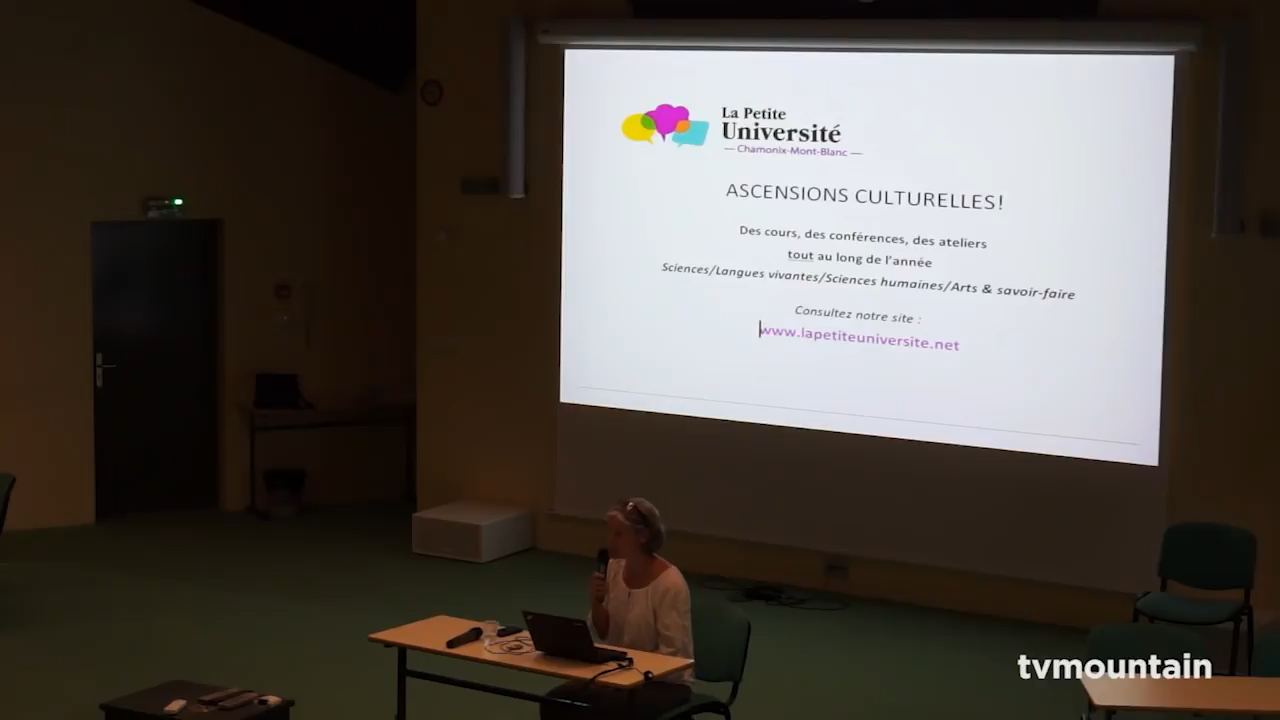 La Petite
Université
— Chamonix-Mont-Blanc —
ASCENSIONS CULTURELLES!
Des cours, des conférences, des ateliers
tout au long de l'année
Sciences/Langues vivantes/Sciences humaines/Arts & savoir-faire
Consultez notre site :
www.lapetiteuniversite.net
tvmountain